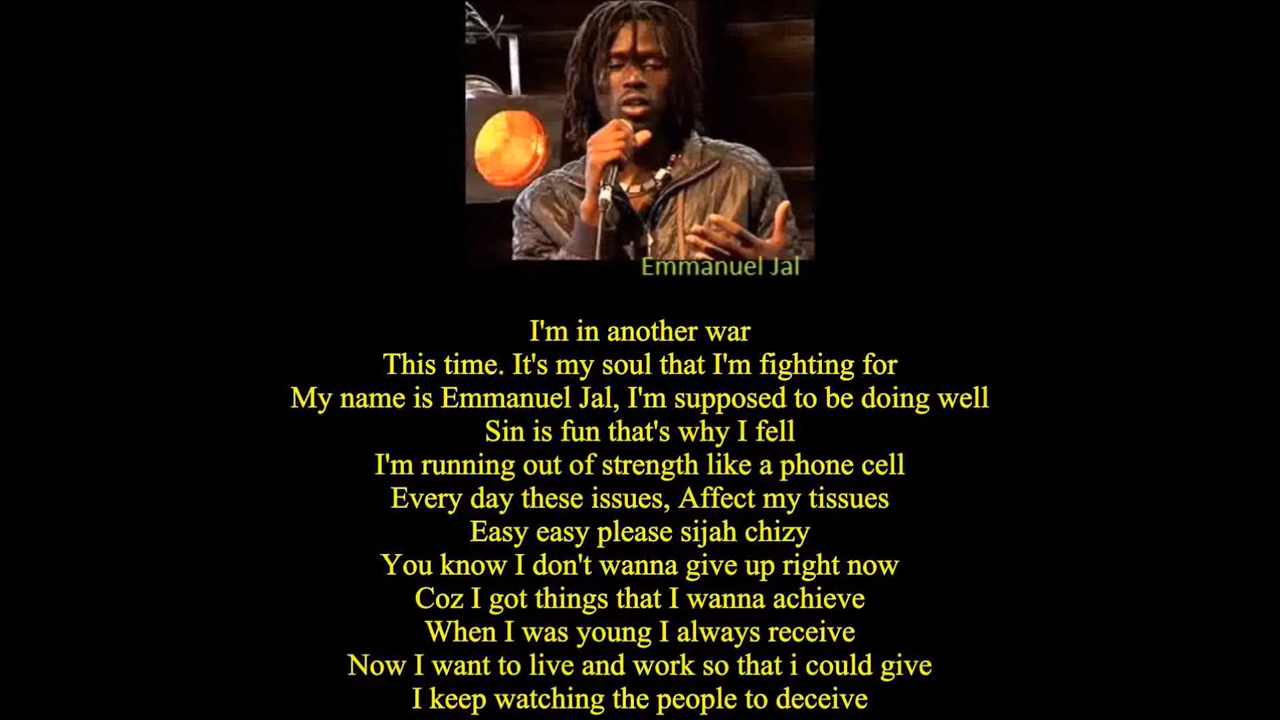 Emmanuel Jal
I'm in another war
This time. It's my soul that I'm fighting for
My name is Emmanuel Jal, I'm supposed to be doing well
Sin is fun that's why I fell
I'm running out of strength like a phone cell
Every day these issues, Affect my tissues
Easy easy please sijah chizy
You know I don't wanna give up right now
Coz I got things that I wanna achieve
When I was young I always receive
Now I want to live and work so that i could give
I keep watching the people to deceive